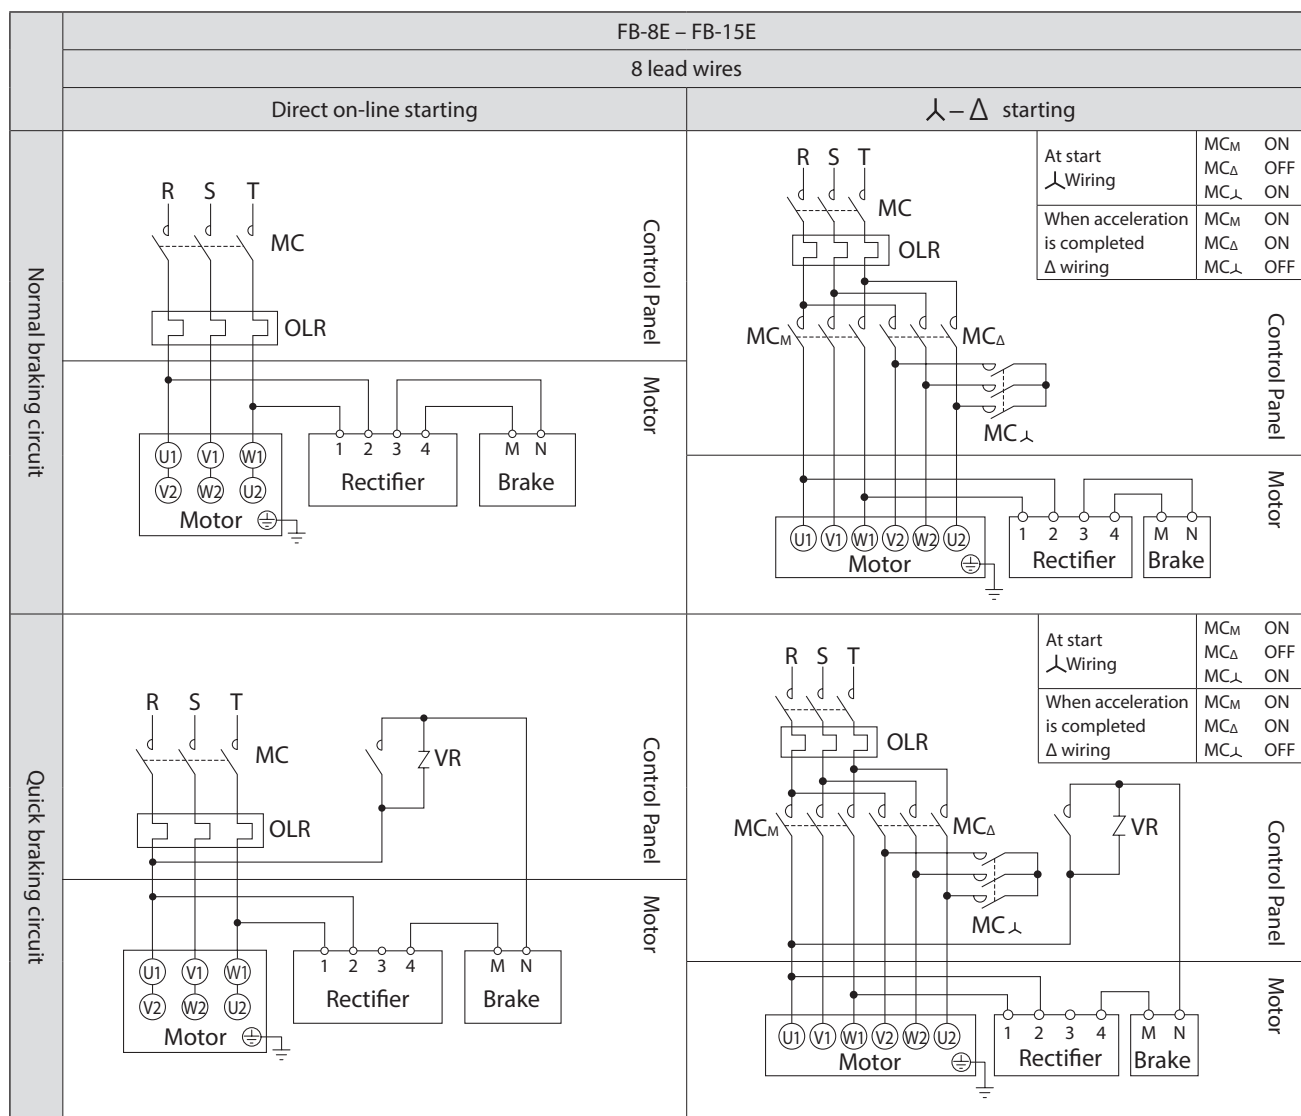 FB-8E – FB-15E
8 lead wires
Direct on-line starting
⅄ – Δ starting
Normal braking circuit
R S T
MC
OLR
Control Panel
Motor
U1 V1 W1
V2 W2 U2
Motor
1 2 3 4
Rectifier
M N
Brake
R S T
MC
OLR
At start
⅄Wiring
MCM ON
MCΔ OFF
MC⅄ ON
When acceleration
is completed
Δ wiring
MCM ON
MCΔ ON
MC⅄ OFF
MCM
MCΔ
MC⅄
Control Panel
Motor
U1 V1 W1 V2 W2 U2
Motor
1 2 3 4
Rectifier
M N
Brake
Quick braking circuit
R S T
MC
VR
OLR
Control Panel
Motor
U1 V1 W1
V2 W2 U2
Motor
1 2 3 4
Rectifier
M N
Brake
R S T
OLR
At start
⅄Wiring
MCM ON
MCΔ OFF
MC⅄ ON
When acceleration
is completed
Δ wiring
MCM ON
MCΔ ON
MC⅄ OFF
MCM
MCΔ
VR
MC⅄
Control Panel
Motor
U1 V1 W1 V2 W2 U2
Motor
1 2 3 4
Rectifier
M N
Brake